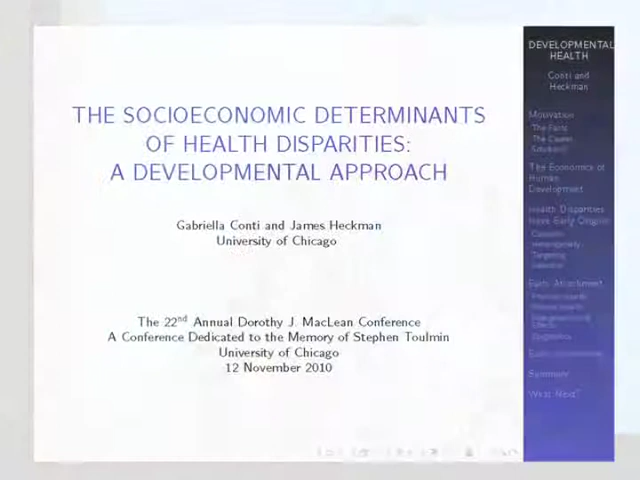 THE SOCIOECONOMIC DETERMINANTS
OF HEALTH DISPARITIES:
A DEVELOPMENTAL APPROACH
Gabriella Conti and James Heckman
University of Chicago
The 22nd Annual Dorothy J. MacLean Conference
A Conference Dedicated to the Memory of Stephen Toulmin
University of Chicago
12 November 2010
DEVELOPMENTAL
HEALTH
Conti and
Heckman
Motivation
The Facts
The Causes
The Economics of
Human
Development
Health Disparities
Have Early Origins
Heterogeneity
Targeting
Early Attachment
Summary
What Next?